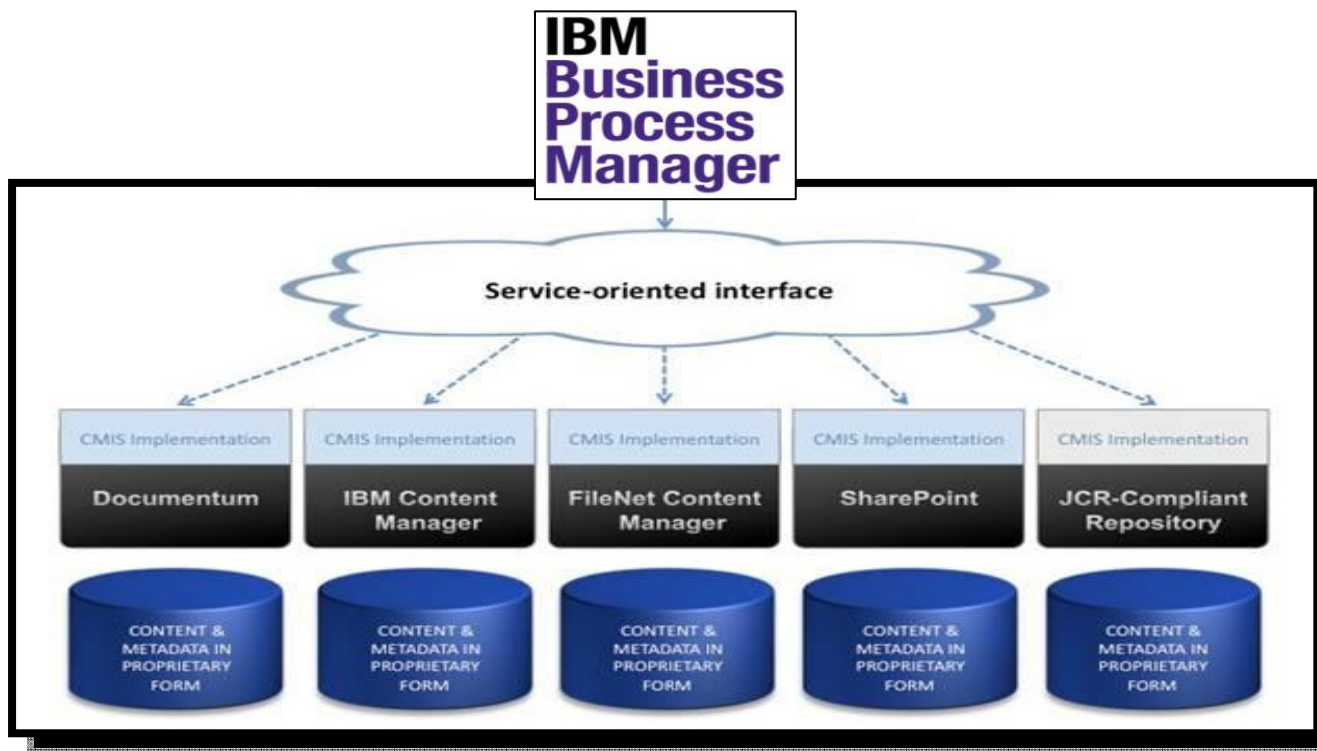 IBM
Business
Process
Manager
Service-oriented interface
CMIS Implementation
Documentum
CMIS Implementation
IBM Content
Manager
CMIS Implementation
FileNet Content
Manager
CMIS Implementation
SharePoint
CMIS Implementation
JCR-Compliant
Repository
CONTENT &
METADATA IN
PROPRIETARY
FORM
CONTENT &
METADATA IN
PROPRIETARY
FORM
CONTENT &
METADATA IN
PROPRIETARY
FORM
CONTENT &
METADATA IN
PROPRIETARY
FORM
CONTENT &
METADATA IN
PROPRIETARY
FORM